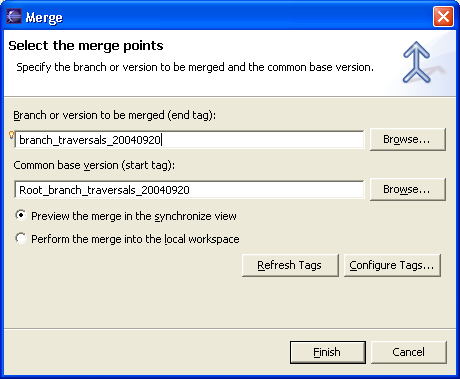 Merge
Select the merge points
Specify the branch or version to be merged and the common base version.
Branch or version to be merged (end tag):
branch_traversals_20040920
Browse...
Common base version (start tag):
Root_branch_traversals_20040920
Browse...
Preview the merge in the synchronize view
Perform the merge into the local workspace
Refresh Tags Configure Tags...
Finish Cancel